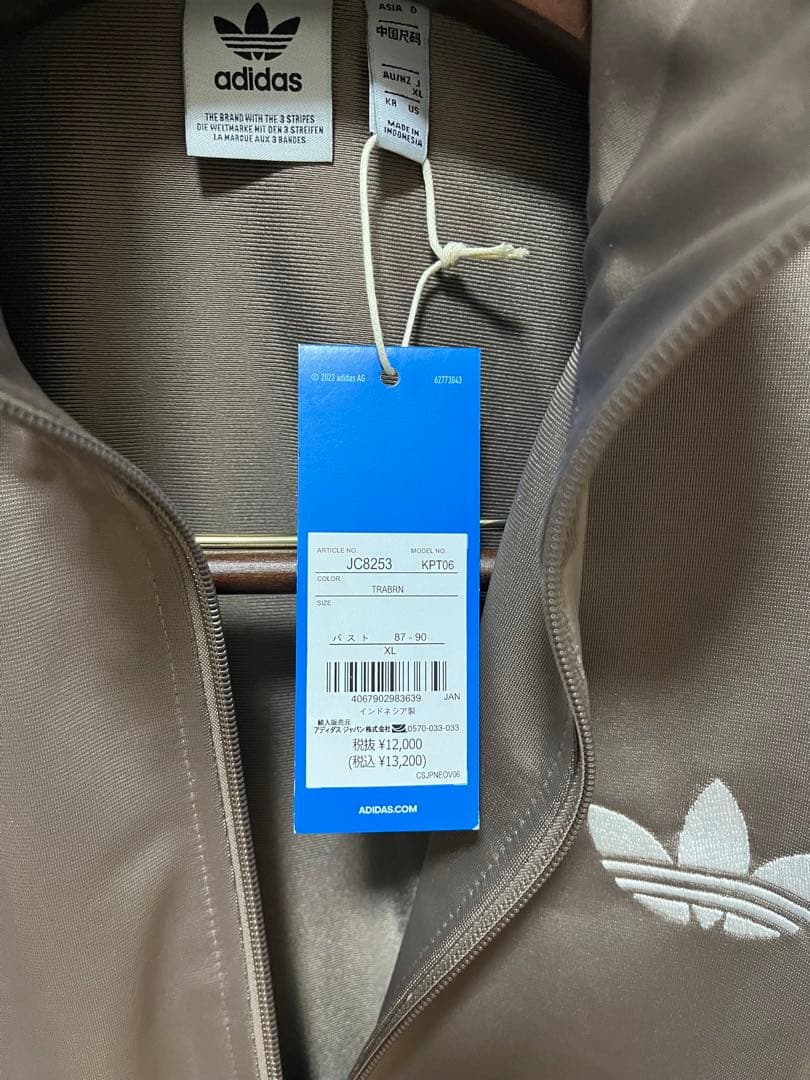 adidas
THE BRAND WITH THE 3 STRIPES
DIE WELTMARKE MIT DEN 3 STREIFEN
LA MARQUE AUX 3 BANDES
ASIA D
中国尺码
AU/NZ J
XL
KR US
MADE IN
INDONESIA
© 2022 adidas AG 62773043
ARTICLE NO. MODEL NO.
JC8253 KPT06
COLOR
TRABRN
SIZE
バスト 87-90
XL
4067902983639 JAN
インドネシア製
輸入販売元
アディダス ジャパン株式会社 0570-033-033
税抜 ¥12,000
(税込 ¥13,200)
CSJPNEOV06
ADIDAS.COM